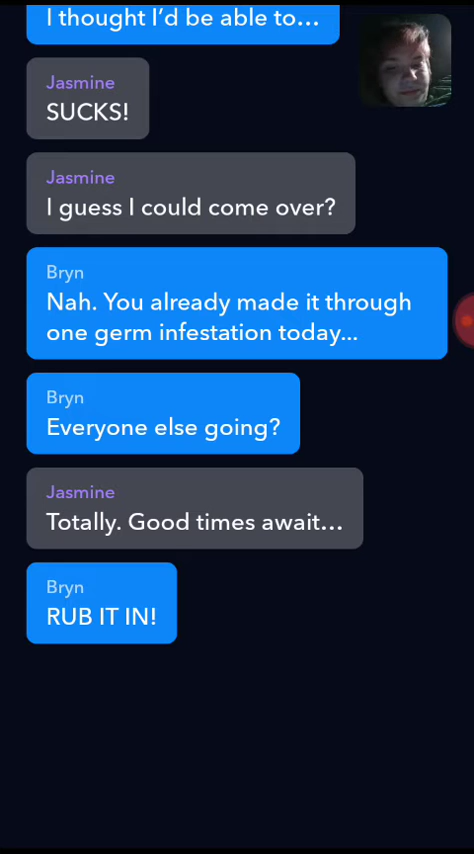 I thought I'd be able to...
Jasmine
SUCKS!
Jasmine
I guess I could come over?
Bryn
Nah. You already made it through
one germ infestation today...
Bryn
Everyone else going?
Jasmine
Totally. Good times await...
Bryn
RUB IT IN!